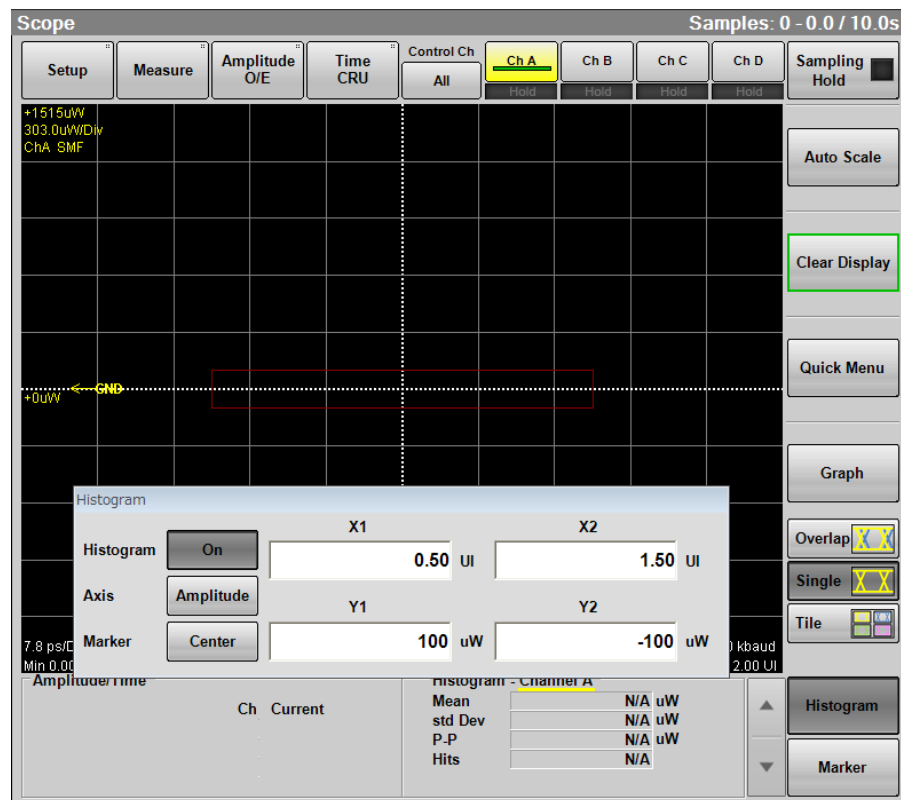 Scope
Samples: 0 - 0.0 / 10.0s
Setup
Measure
Amplitude
O/E
Time
CRU
Control Ch
All
Ch A
Hold
Ch B
Hold
Ch C
Hold
Ch D
Hold
Sampling
Hold
+1515uW
303.0uW/Div
ChA SMF
Auto Scale
Clear Display
Quick Menu
GND
+0uW
Graph
Histogram
X1
X2
Histogram
On
0.50 UI
1.50 UI
Axis
Amplitude
Y1
Y2
Marker
Center
100 uW
-100 uW
Overlap
Single
Tile
7.8 ps/D
kbaud
Min 0.00
2.00 UI
Amplitude/Time
Ch Current
Histogram - Channel A
Mean N/A uW
std Dev N/A uW
P-P N/A uW
Hits N/A
Histogram
Marker